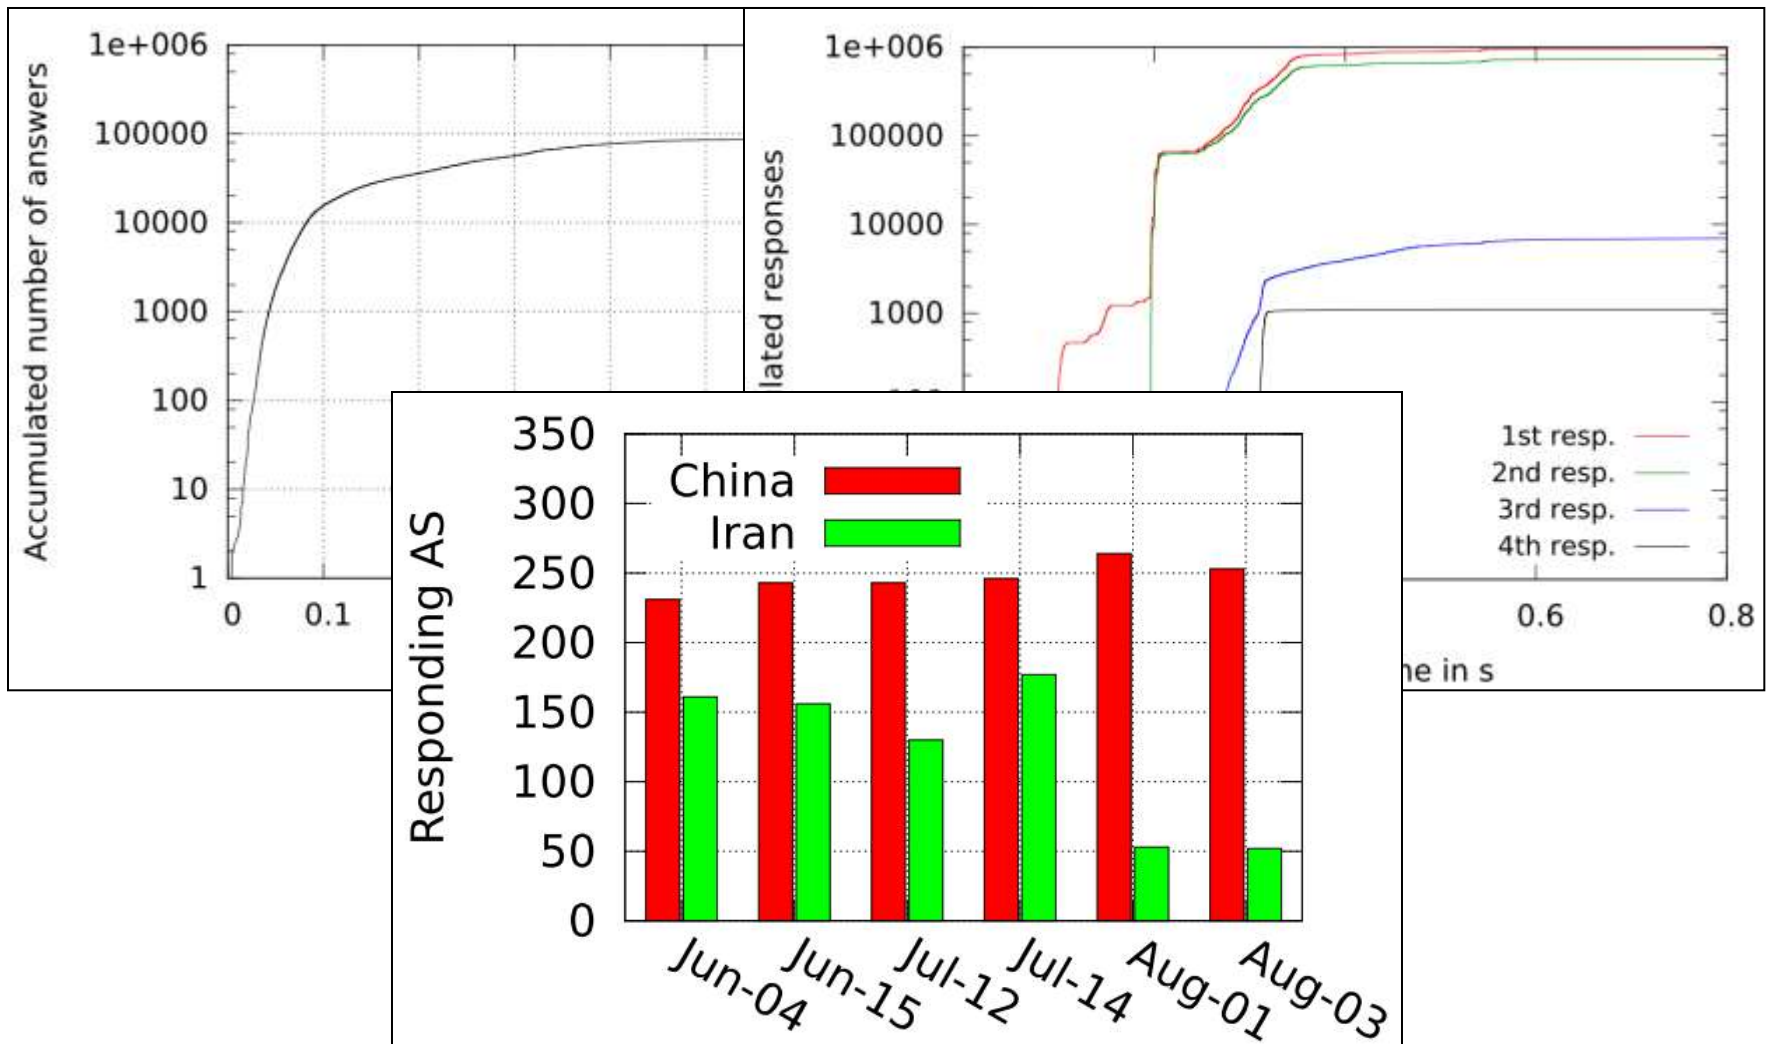 Accumulated number of answers
1e+006
100000
10000
1000
100
10
1
0
0.1
lated responses
1e+006
100000
10000
1000
1st resp.
2nd resp.
3rd resp.
4th resp.
0.6
0.8
ne in s
Responding AS
350
300
250
200
150
100
50
0
China
Iran
Jun-04
Jun-15
Jul-12
Jul-14
Aug-01
Aug-03